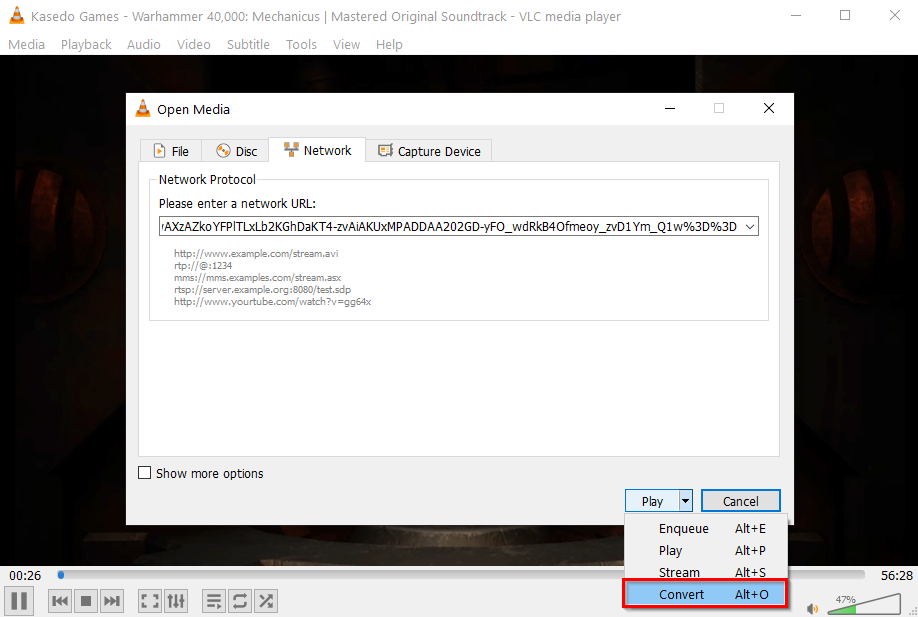 Kasedo Games - Warhammer 40,000: Mechanicus | Mastered Original Soundtrack - VLC media player
Media Playback Audio Video Subtitle Tools View Help
Open Media
File Disc Network Capture Device
Network Protocol
Please enter a network URL:
AXzAZkoYFPlTLxLb2KGhDaKT4-zvAiAKUxMPADDAA202GD-yFO_wdRkB4Ofmeoy_zvD1Ym_Q1w%3D%3D
http://www.example.com/stream.avi
rtp://@:1234
mms://mms.examples.com/stream.asx
rtsp://server.example.org:8080/test.sdp
http://www.yourtube.com/watch?v=gg64x
Show more options
Play Cancel
Enqueue Alt+E
Play Alt+P
Stream Alt+S
Convert Alt+O
00:26 56:28
47%